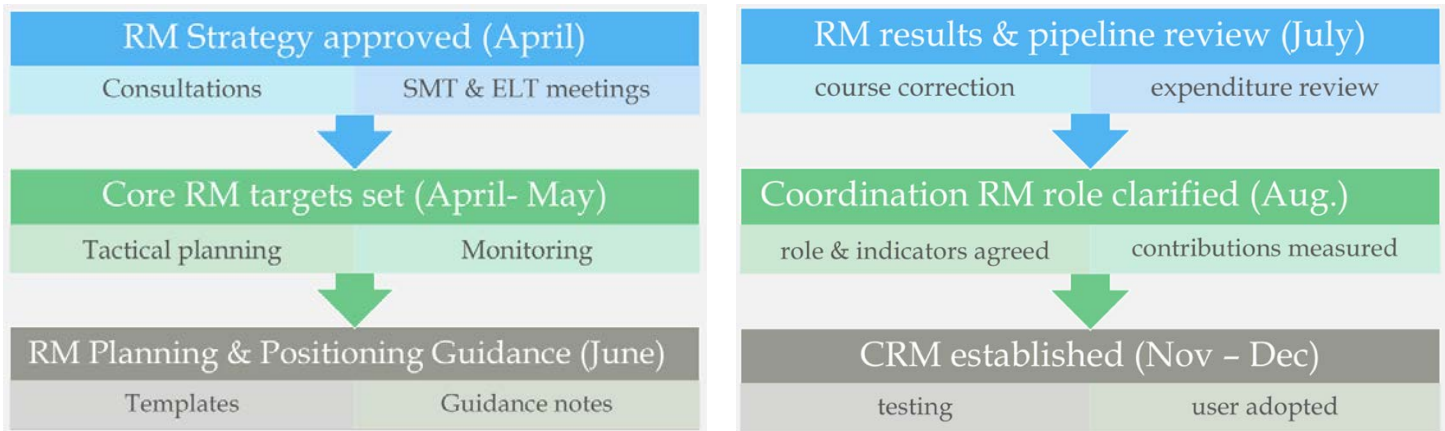 RM Strategy approved (April)
Consultations
SMT & ELT meetings
Core RM targets set (April- May)
Tactical planning
Monitoring
RM Planning & Positioning Guidance (June)
Templates
Guidance notes
RM results & pipeline review (July)
course correction
expenditure review
Coordination RM role clarified (Aug.)
role & indicators agreed
contributions measured
CRM established (Nov – Dec)
testing
user adopted